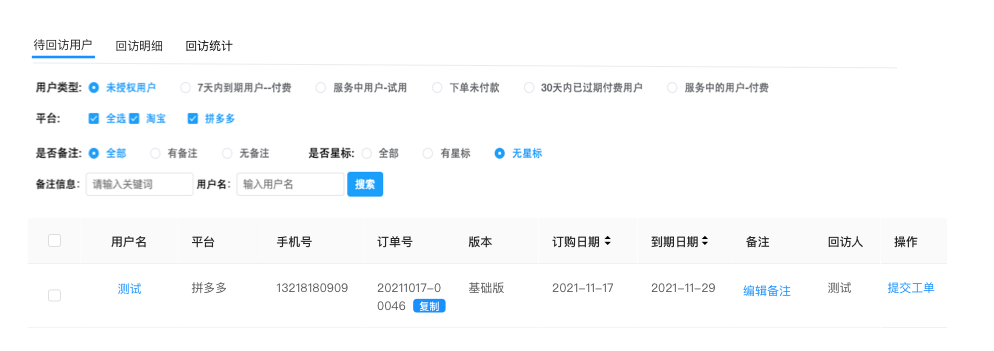 待回访用户 回访明细 回访统计
用户类型: 未授权用户 7天内到期用户--付费 服务中用户-试用 下单未付款 30天内已过期付费用户 服务中的用户-付费
平台: 全选 淘宝 拼多多
是否备注: 全部 有备注 无备注 是否星标: 全部 有星标 无星标
备注信息: 请输入关键词 用户名: 输入用户名 搜索
用户名 平台 手机号 订单号 版本 订购日期 到期日期 备注 回访人 操作
测试 拼多多 13218180909 20211017-0 基础版 2021-11-17 2021-11-29 编辑备注 测试 提交工单
0046 复制